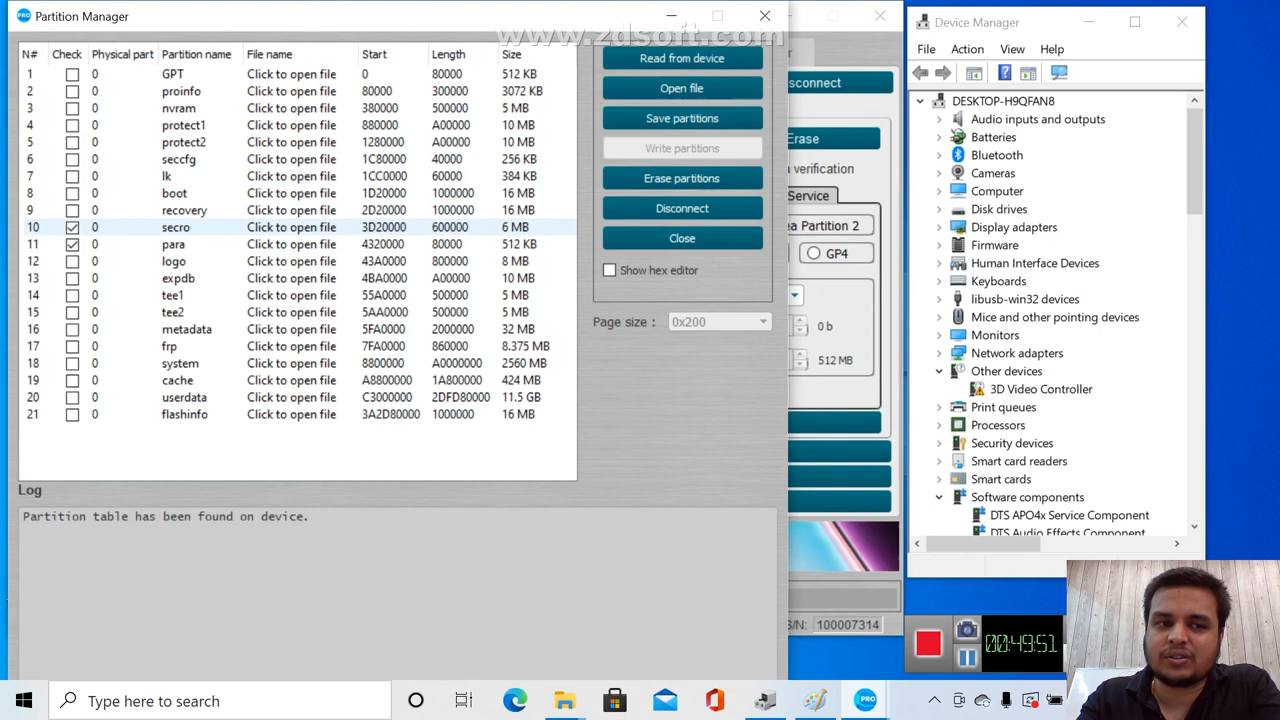 Partition Manager
www.zdsoft.com
N# Check Physical part Partition name File name Start Length Size
1 0 GPT Click to open file 0 80000 512 KB
2 0 proinfo Click to open file 80000 300000 3072 KB
3 0 nvram Click to open file 380000 500000 5 MB
4 0 protect1 Click to open file 880000 A00000 10 MB
5 0 protect2 Click to open file 1280000 A00000 10 MB
6 0 seccfg Click to open file 1C80000 40000 256 KB
7 0 lk Click to open file 1CC0000 60000 384 KB
8 0 boot Click to open file 1D20000 1000000 16 MB
9 0 recovery Click to open file 2D20000 1000000 16 MB
10 0 secro Click to open file 3D20000 600000 6 MB
11 0 para Click to open file 4320000 80000 512 KB
12 0 logo Click to open file 43A0000 800000 8 MB
13 0 expdb Click to open file 4BA0000 A00000 10 MB
14 0 tee1 Click to open file 55A0000 500000 5 MB
15 0 tee2 Click to open file 5AA0000 500000 5 MB
16 0 metadata Click to open file 5FA0000 2000000 32 MB
17 0 frp Click to open file 7FA0000 860000 8.375 MB
18 0 system Click to open file 8800000 A0000000 2560 MB
19 0 cache Click to open file A8800000 1A800000 424 MB
20 0 userdata Click to open file C3000000 2DFD80000 11.5 GB
21 0 flashinfo Click to open file 3A2D80000 1000000 16 MB
Read from device
Open file
Save partitions
Write partitions
Erase partitions
Disconnect
Close
Show hex editor
Page size : 0x200
Log
Partition table has been found on device.
sconnect
Erase
verification
Service
ea Partition 2
GP4
0 b
512 MB
S/N: 100007314
Device Manager
File Action View Help
DESKTOP-H9QFAN8
Audio inputs and outputs
Batteries
Bluetooth
Cameras
Computer
Disk drives
Display adapters
Firmware
Human Interface Devices
Keyboards
libusb-win32 devices
Mice and other pointing devices
Monitors
Network adapters
Other devices
3D Video Controller
Print queues
Processors
Security devices
Smart card readers
Smart cards
Software components
DTS APO4x Service Component
DTS Audio Effects Component
00:49:51
Type here to search
PRO